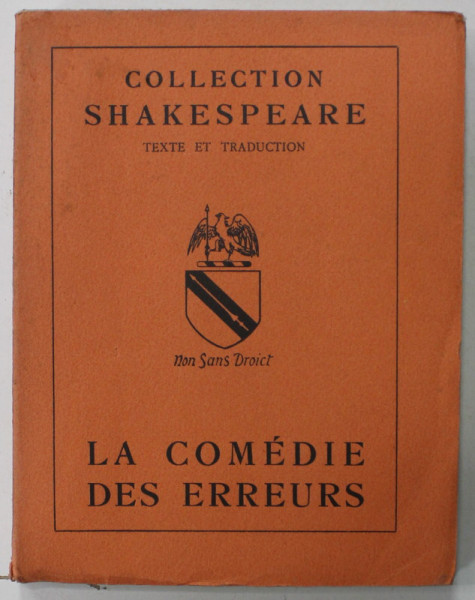 COLLECTION
SHAKESPEARE
TEXTE ET TRADUCTION
Non Sans Droict
LA COMÉDIE
DES ERREURS